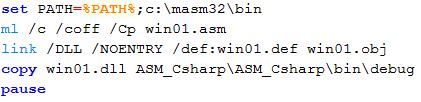 set PATH=%PATH%;c:\masm32\bin
ml /c /coff /Cp win01.asm
link /DLL /NOENTRY /def:win01.def win01.obj
copy win01.dll ASM_Csharp\ASM_Csharp\bin\debug
pause